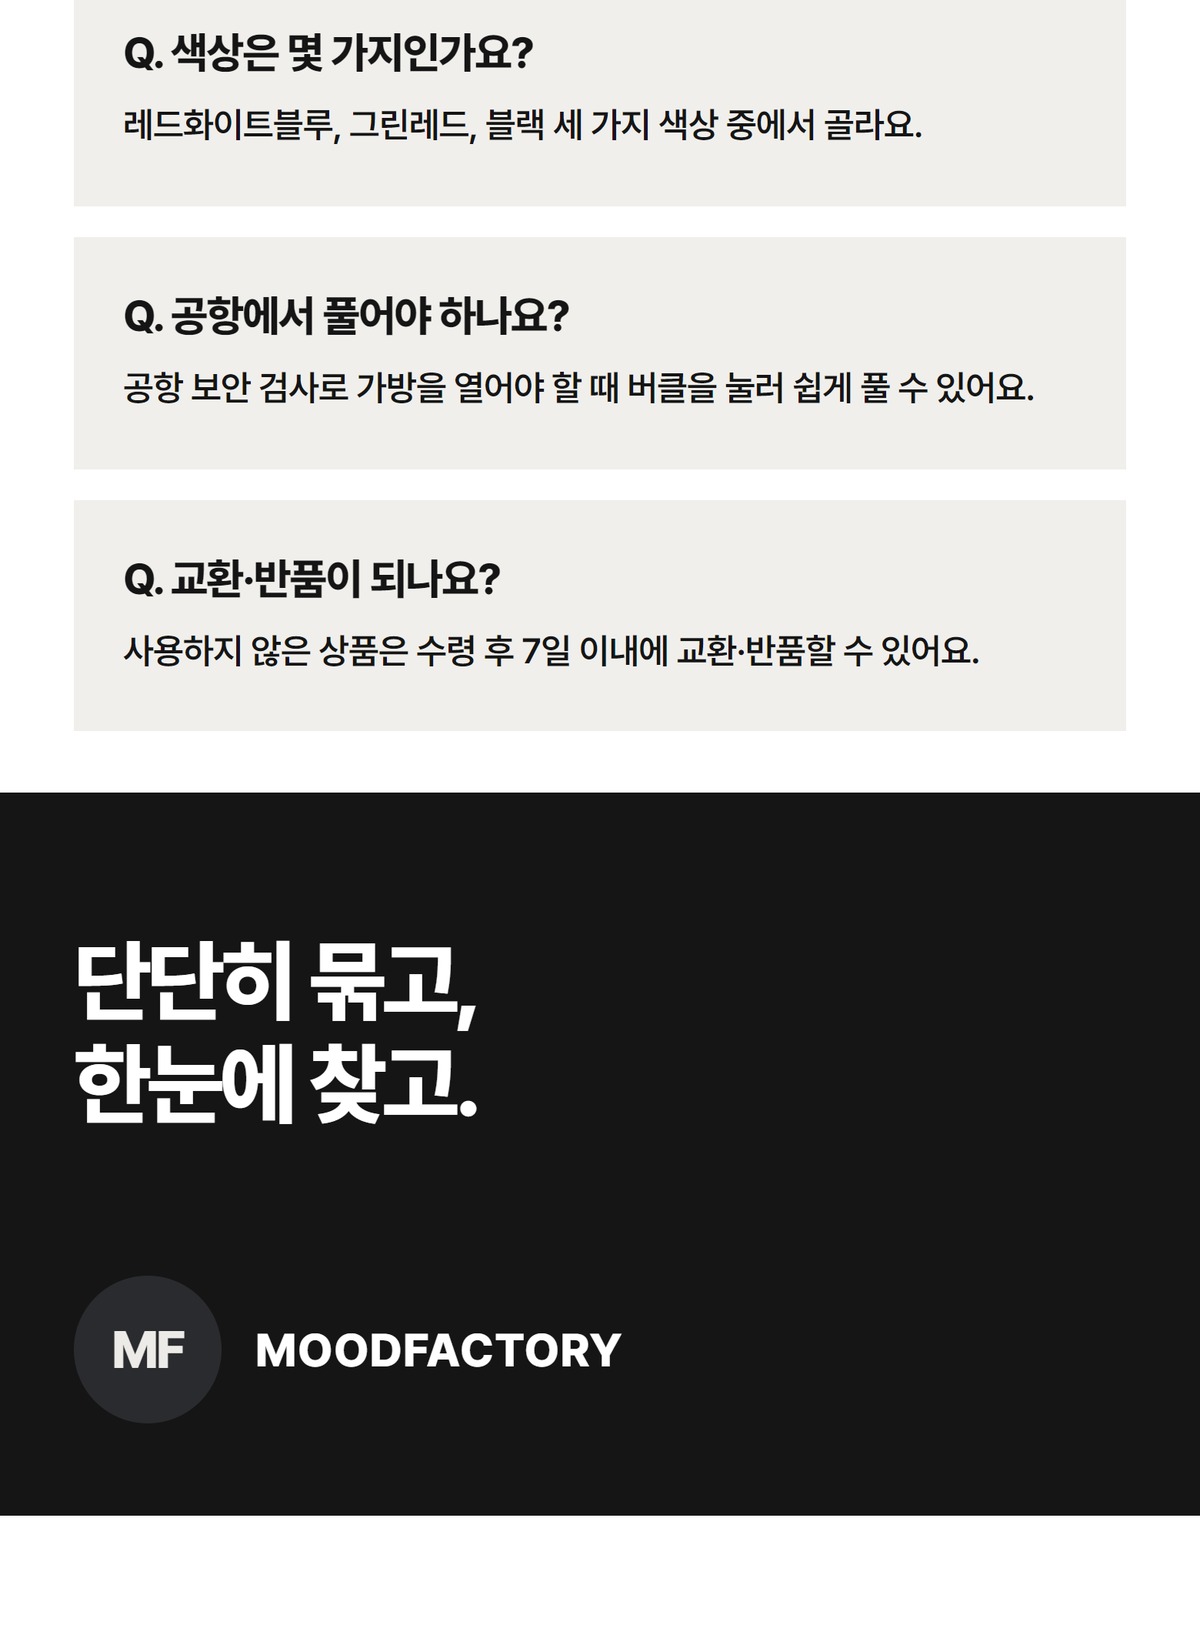 Q. 색상은 몇 가지인가요?
레드화이트블루, 그린레드, 블랙 세 가지 색상 중에서 골라요.
Q. 공항에서 풀어야 하나요?
공항 보안 검사로 가방을 열어야 할 때 버클을 눌러 쉽게 풀 수 있어요.
Q. 교환·반품이 되나요?
사용하지 않은 상품은 수령 후 7일 이내에 교환·반품할 수 있어요.
단단히 묶고,
한눈에 찾고.
MF MOODFACTORY